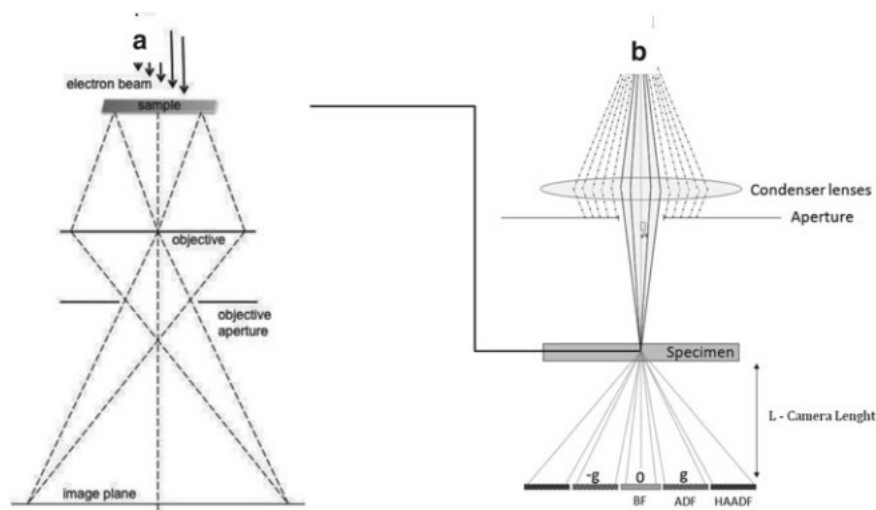 a
electron beam
sample
objective
objective
aperture
image plane
b
Condenser lenses
Aperture
Specimen
L - Camera Lenght
-g 0 g
BF ADF HAADF